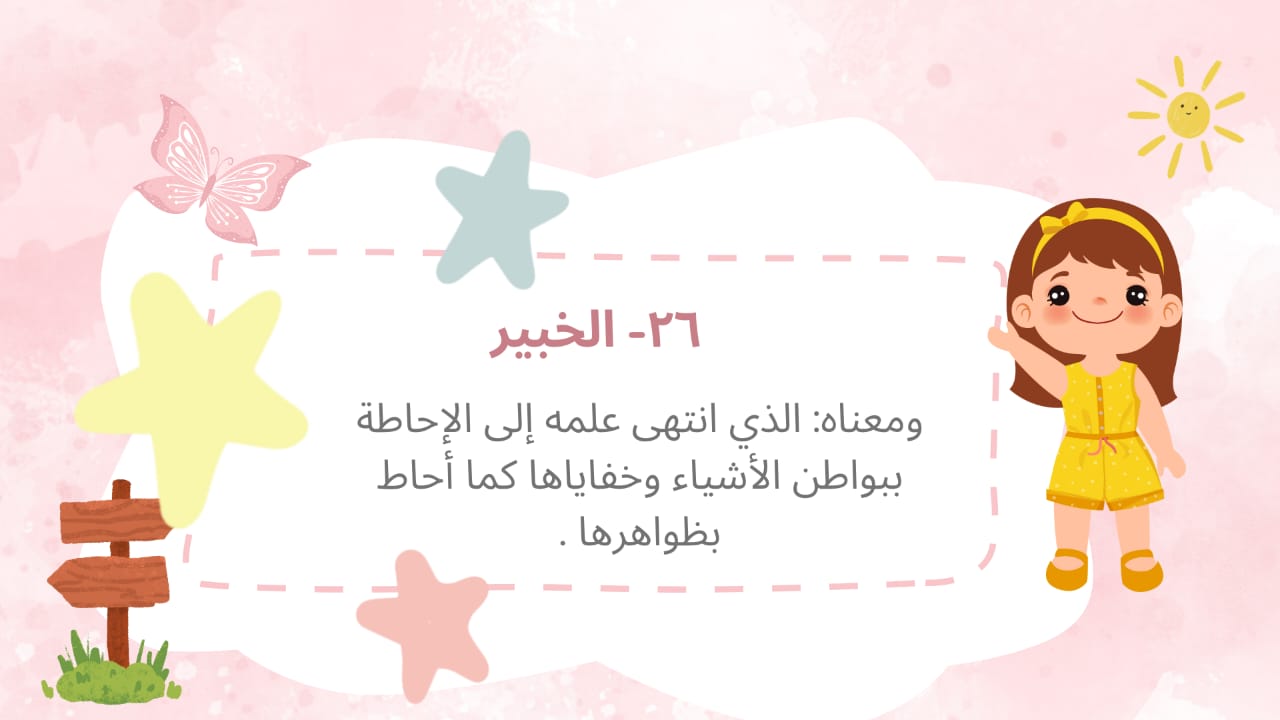 ٢٦- الخبير
ومعناه: الذي انتهى علمه إلى الإحاطة
ببواطن الأشياء وخفاياها كما أحاط
بظواهرها .